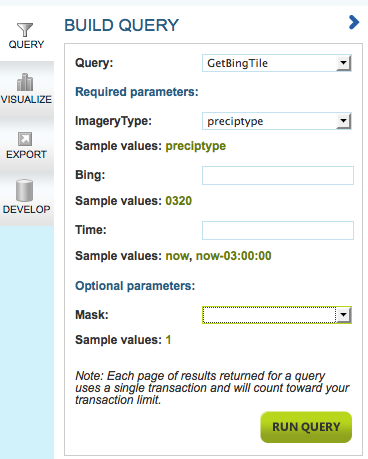 QUERY
VISUALIZE
EXPORT
DEVELOP
BUILD QUERY
Query: GetBingTile
Required parameters:
ImageryType: preciptype
Sample values: preciptype
Bing:
Sample values: 0320
Time:
Sample values: now, now-03:00:00
Optional parameters:
Mask:
Sample values: 1
Note: Each page of results returned for a query
uses a single transaction and will count toward your
transaction limit.
RUN QUERY